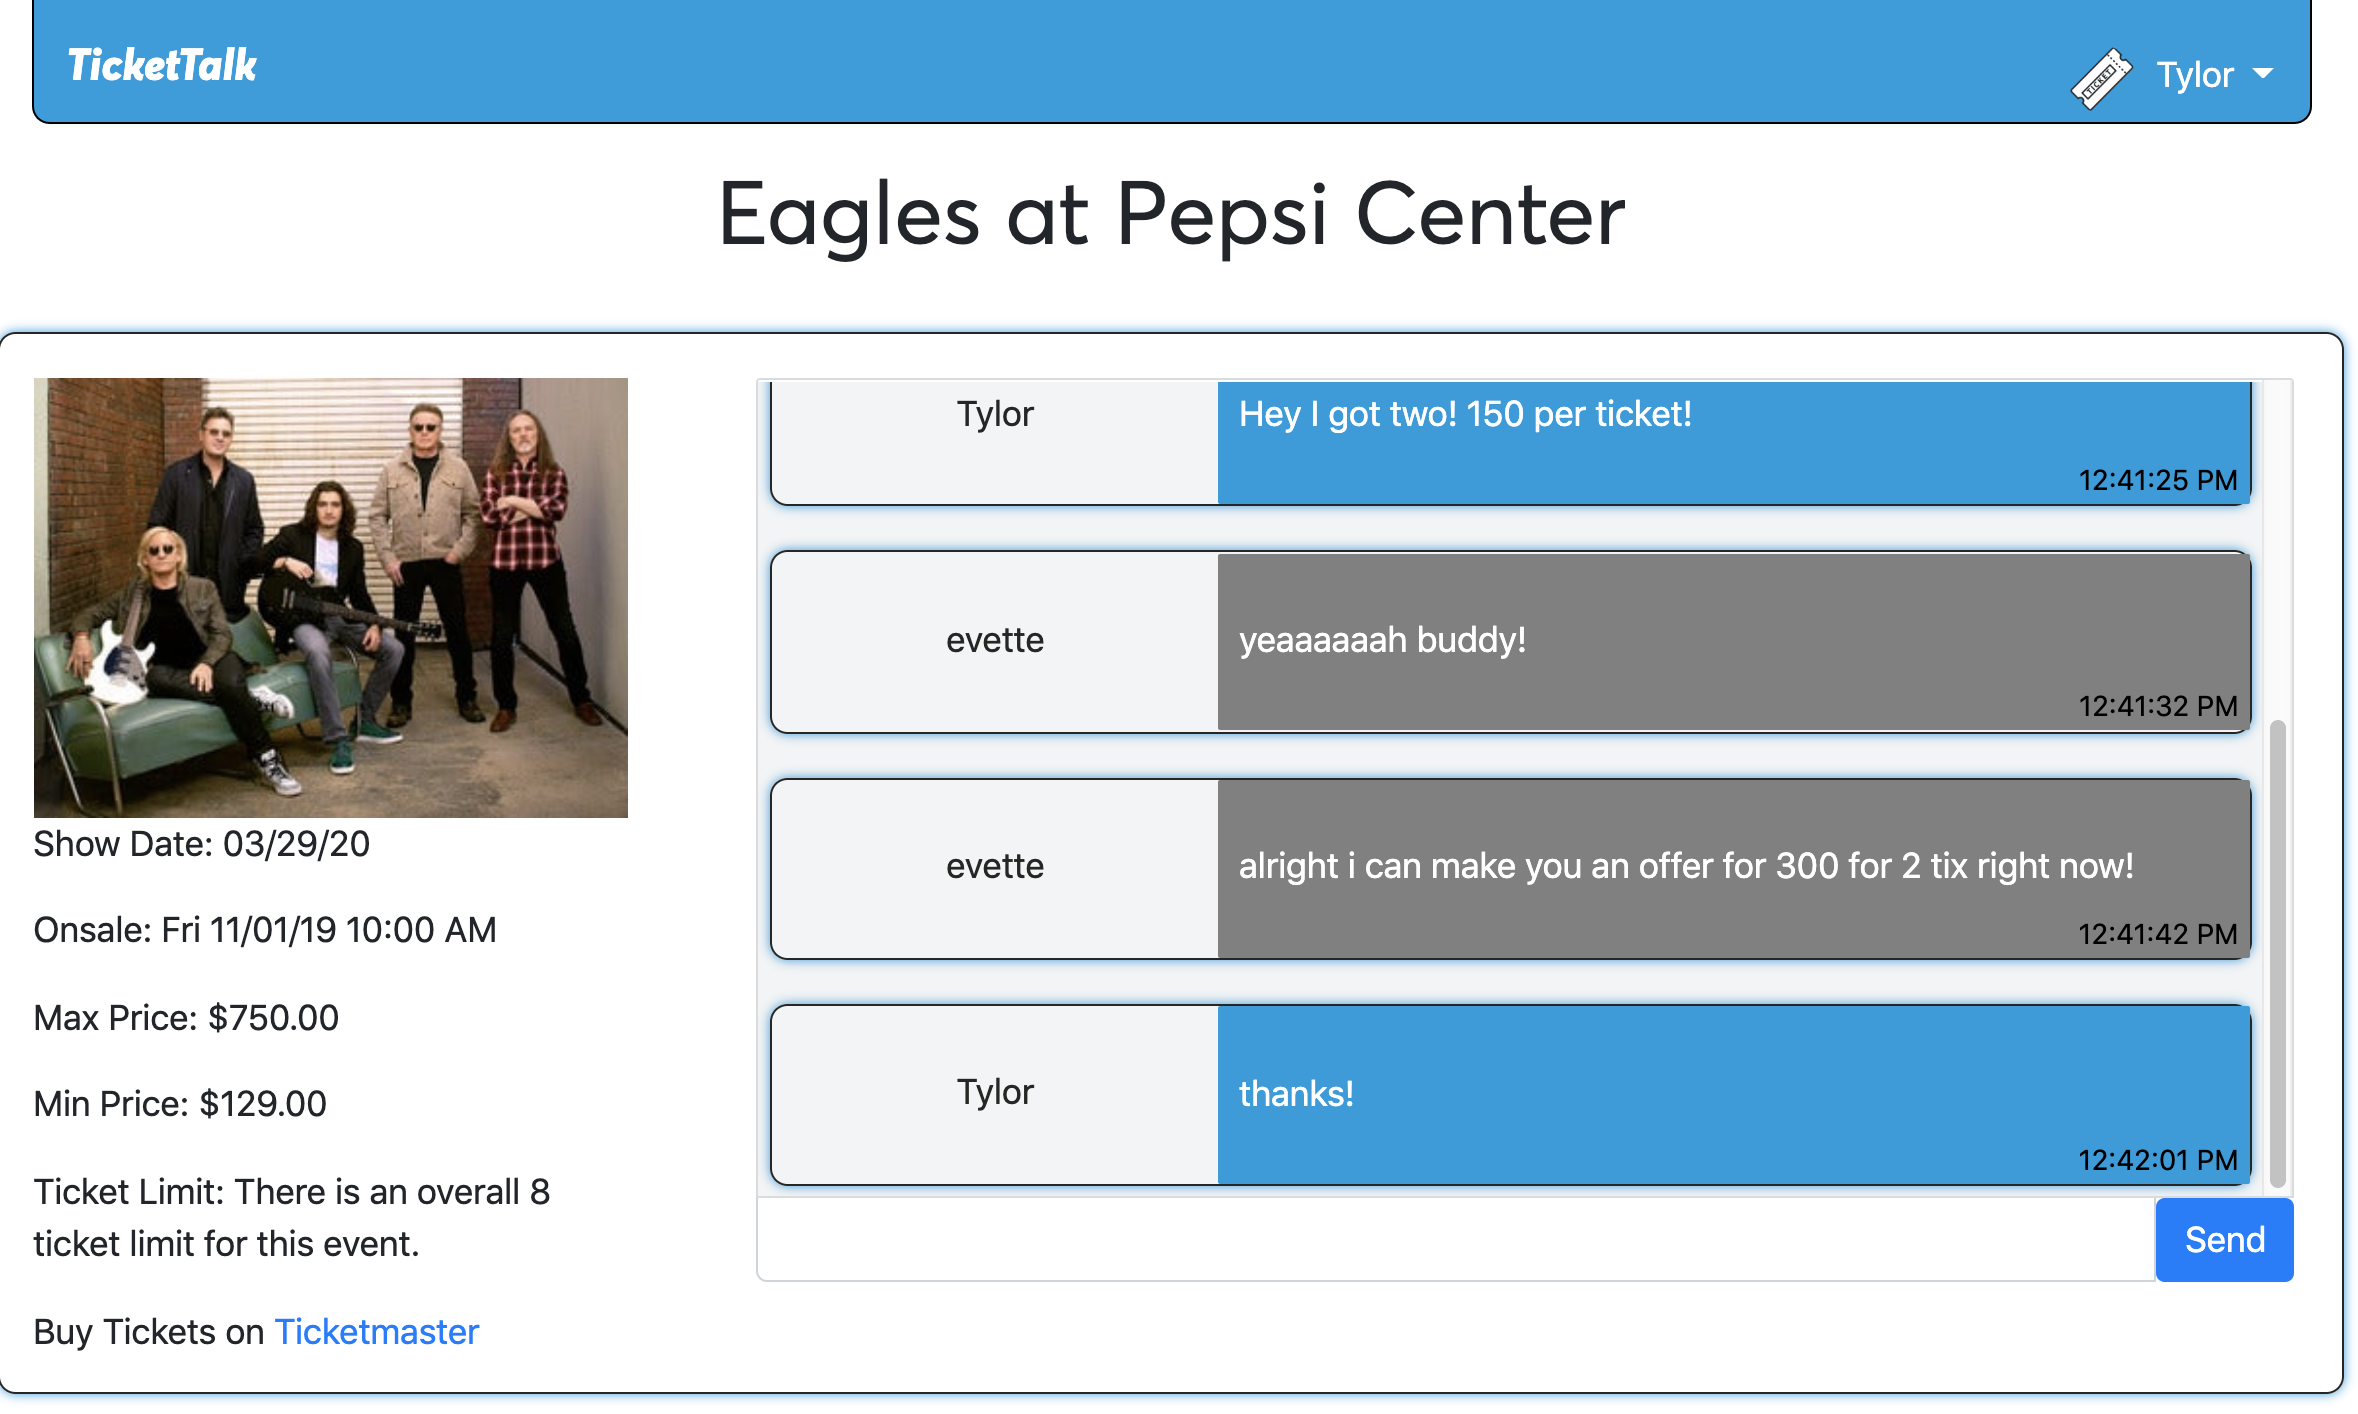 TicketTalk
TICKET
Tylor
Eagles at Pepsi Center
Show Date: 03/29/20
Onsale: Fri 11/01/19 10:00 AM
Max Price: $750.00
Min Price: $129.00
Ticket Limit: There is an overall 8
ticket limit for this event.
Buy Tickets on Ticketmaster
Tylor
Hey I got two! 150 per ticket!
12:41:25 PM
evette
yeaaaaaah buddy!
12:41:32 PM
evette
alright i can make you an offer for 300 for 2 tix right now!
12:41:42 PM
Tylor
thanks!
12:42:01 PM
Send